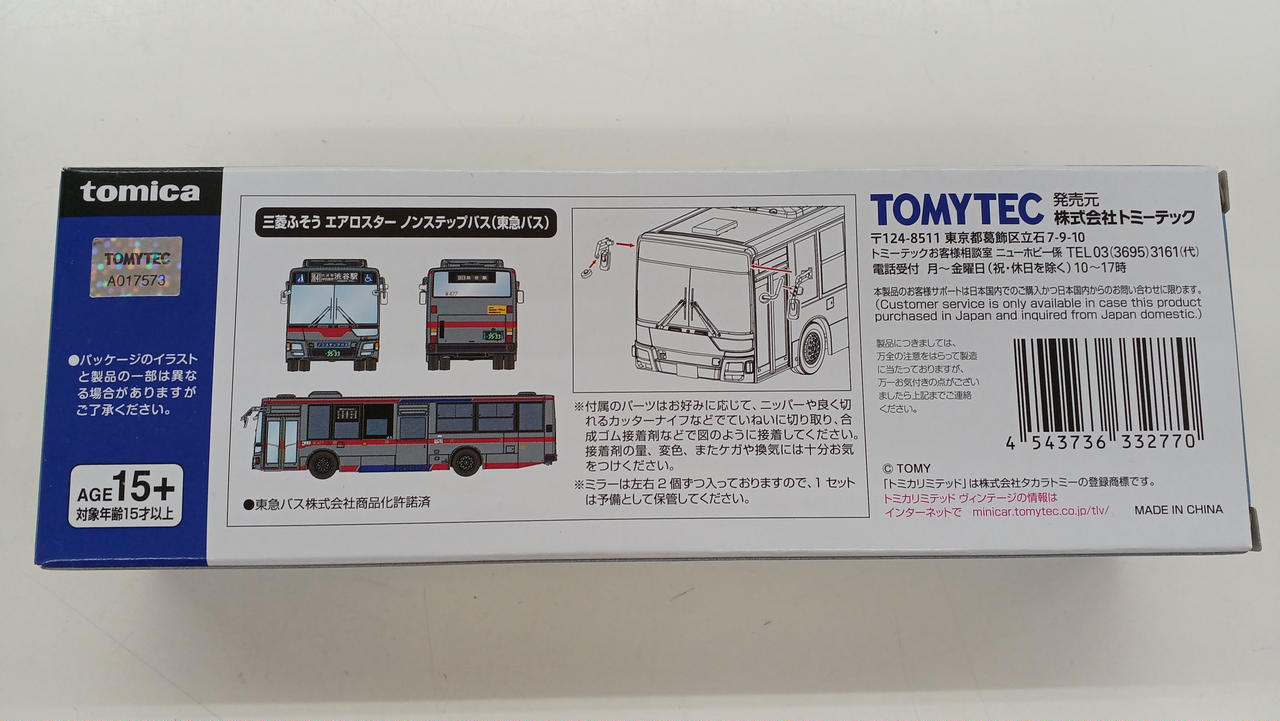 tomica
TOMYTEC
A017573
●パッケージのイラスト
と製品の一部は異な
る場合がありますが
ご了承ください。
AGE 15+
対象年齢15才以上
三菱ふそう エアロスター ノンステップバス(東急バス)
渋谷駅
ノンステップバス
●東急バス株式会社商品化許諾済
※付属のパーツはお好みに応じて、ニッパーや良く切
れるカッターナイフなどでていねいに切り取り、合
成ゴム接着剤などで図のように接着してください。
接着剤の量、変色、またケガや換気には十分お気
をつけください。
※ミラーは左右2個ずつ入っておりますので、1セット
は予備として保管してください。
TOMYTEC 発売元
株式会社トミーテック
〒124-8511 東京都葛飾区立石7-9-10
トミーテックお客様相談室 ニューホビー係 TEL 03(3695)3161(代)
電話受付 月〜金曜日(祝・休日を除く)10〜17時
本製品のお客様サポートは日本国内でのご購入かつ日本国内からのお問い合わせに限ります。
(Customer service is only available in case this product
purchased in Japan and inquired from Japan domestic.)
製品につきましては、
万全の注意をはらって製造
に当たっておりますが、
万一お気付きの点がござい
ましたら上記までご連絡
ください。
4 543736 332770
© TOMY
「トミカリミテッド」は株式会社タカラトミーの登録商標です。
トミカリミテッド ヴィンテージの情報は
インターネットで minicar.tomytec.co.jp/tlv/
MADE IN CHINA